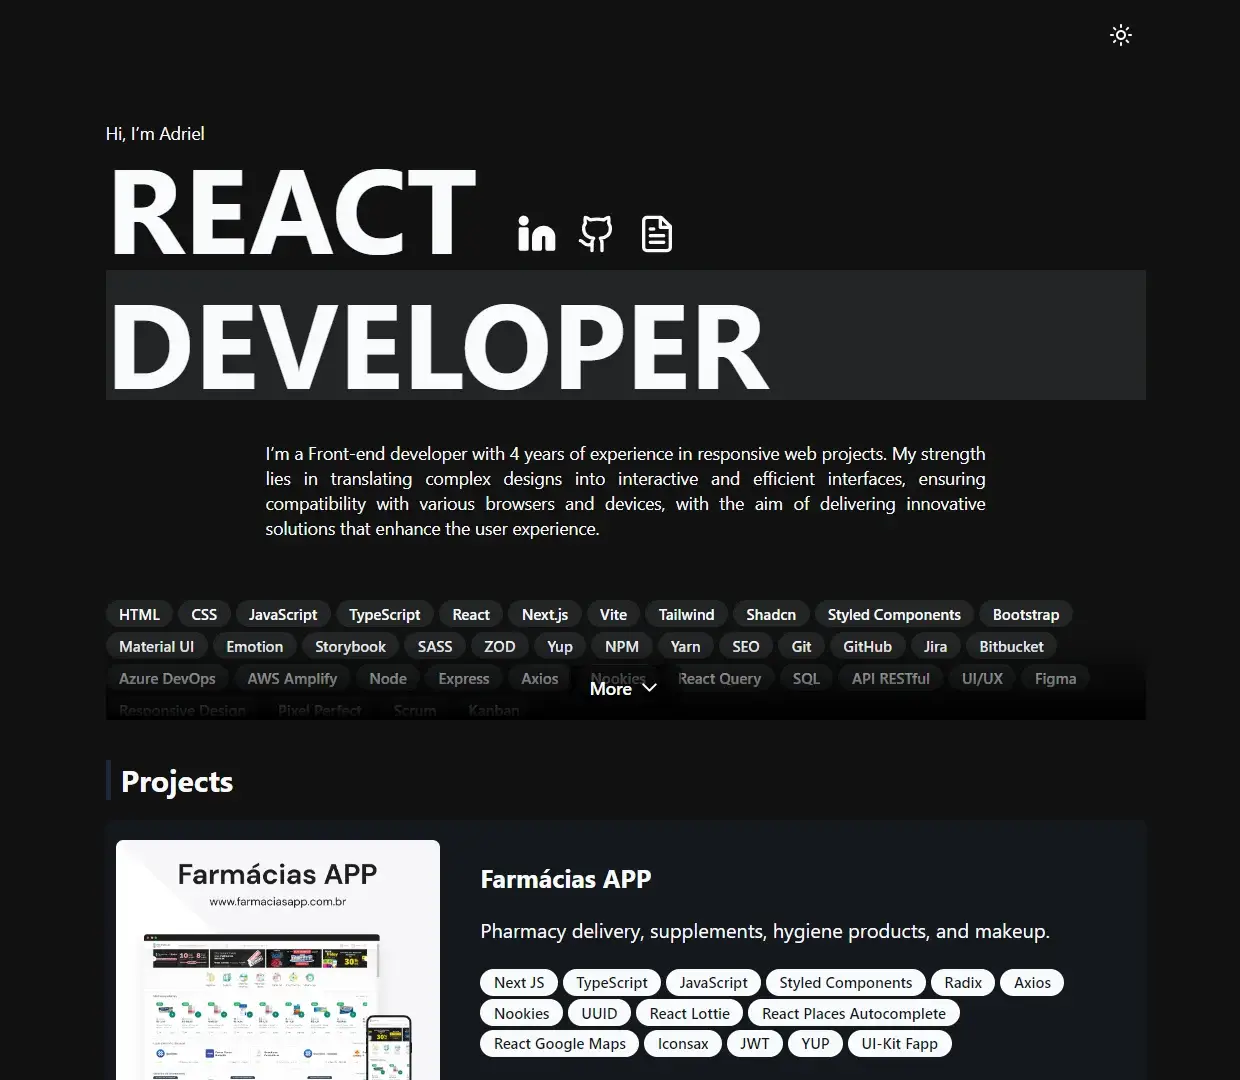 Hi, I’m Adriel
REACT
DEVELOPER
I’m a Front-end developer with 4 years of experience in responsive web projects. My strength
lies in translating complex designs into interactive and efficient interfaces, ensuring
compatibility with various browsers and devices, with the aim of delivering innovative
solutions that enhance the user experience.
HTML CSS JavaScript TypeScript React Next.js Vite Tailwind Shadcn Styled Components Bootstrap
Material UI Emotion Storybook SASS ZOD Yup NPM Yarn SEO Git GitHub Jira Bitbucket
Azure DevOps AWS Amplify Node Express Axios Nookies React Query SQL API RESTful UI/UX Figma
More
Responsive Design Pixel Perfect Scrum Kanban
Projects
Farmácias APP
www.farmaciasapp.com.br
Farmácias APP
Pharmacy delivery, supplements, hygiene products, and makeup.
Next JS TypeScript JavaScript Styled Components Radix Axios
Nookies UUID React Lottie React Places Autocomplete
React Google Maps Iconsax JWT YUP UI-Kit Fapp